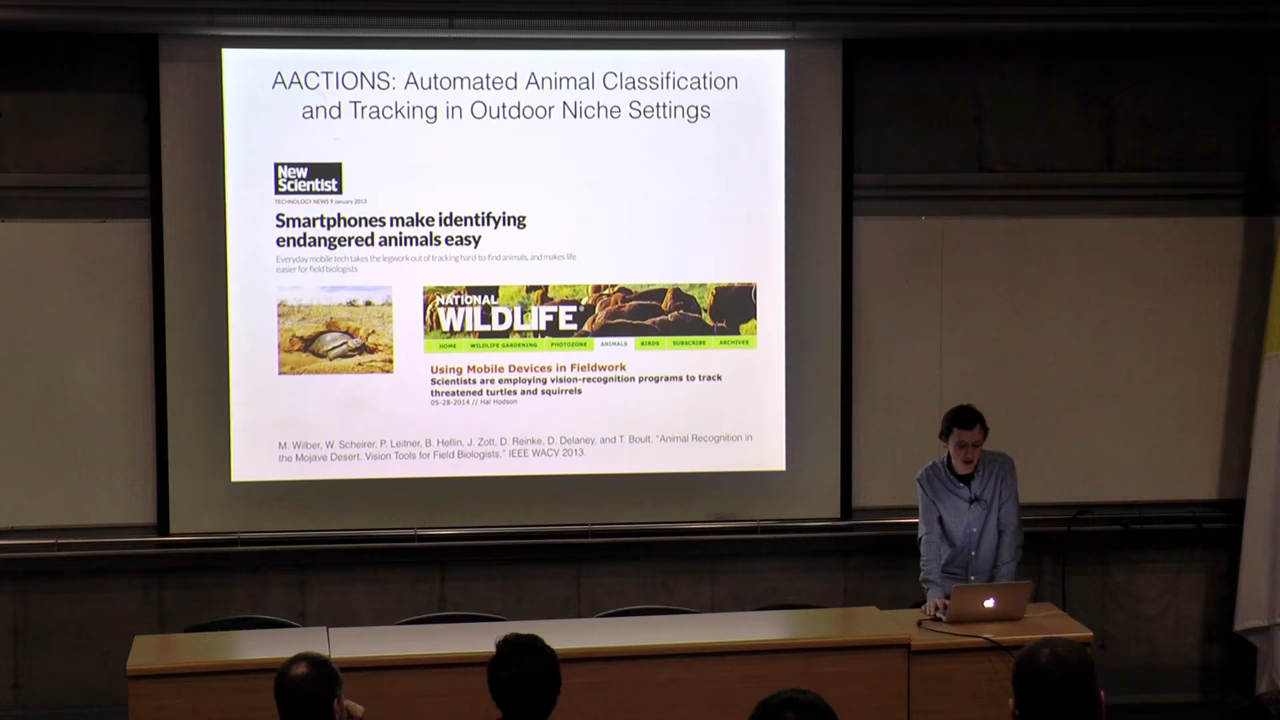 AACTIONS: Automated Animal Classification
and Tracking in Outdoor Niche Settings
New
Scientist
TECHNOLOGY NEWS 9 January 2013
Smartphones make identifying
endangered animals easy
Everyday mobile tech takes the legwork out of tracking hard-to-find animals, and makes life
easier for field biologists
NATIONAL
WILDLIFE®
HOME WILDLIFE GARDENING PHOTOZONE ANIMALS BIRDS SUBSCRIBE ARCHIVES
Using Mobile Devices in Fieldwork
Scientists are employing vision-recognition programs to track
threatened turtles and squirrels
05-28-2014 // Hal Hodson
M. Wilber, W. Scheirer, P. Leitner, B. Heflin, J. Zott, D. Reinke, D. Delaney, and T. Boult, "Animal Recognition in
the Mojave Desert: Vision Tools for Field Biologists," IEEE WACV 2013.